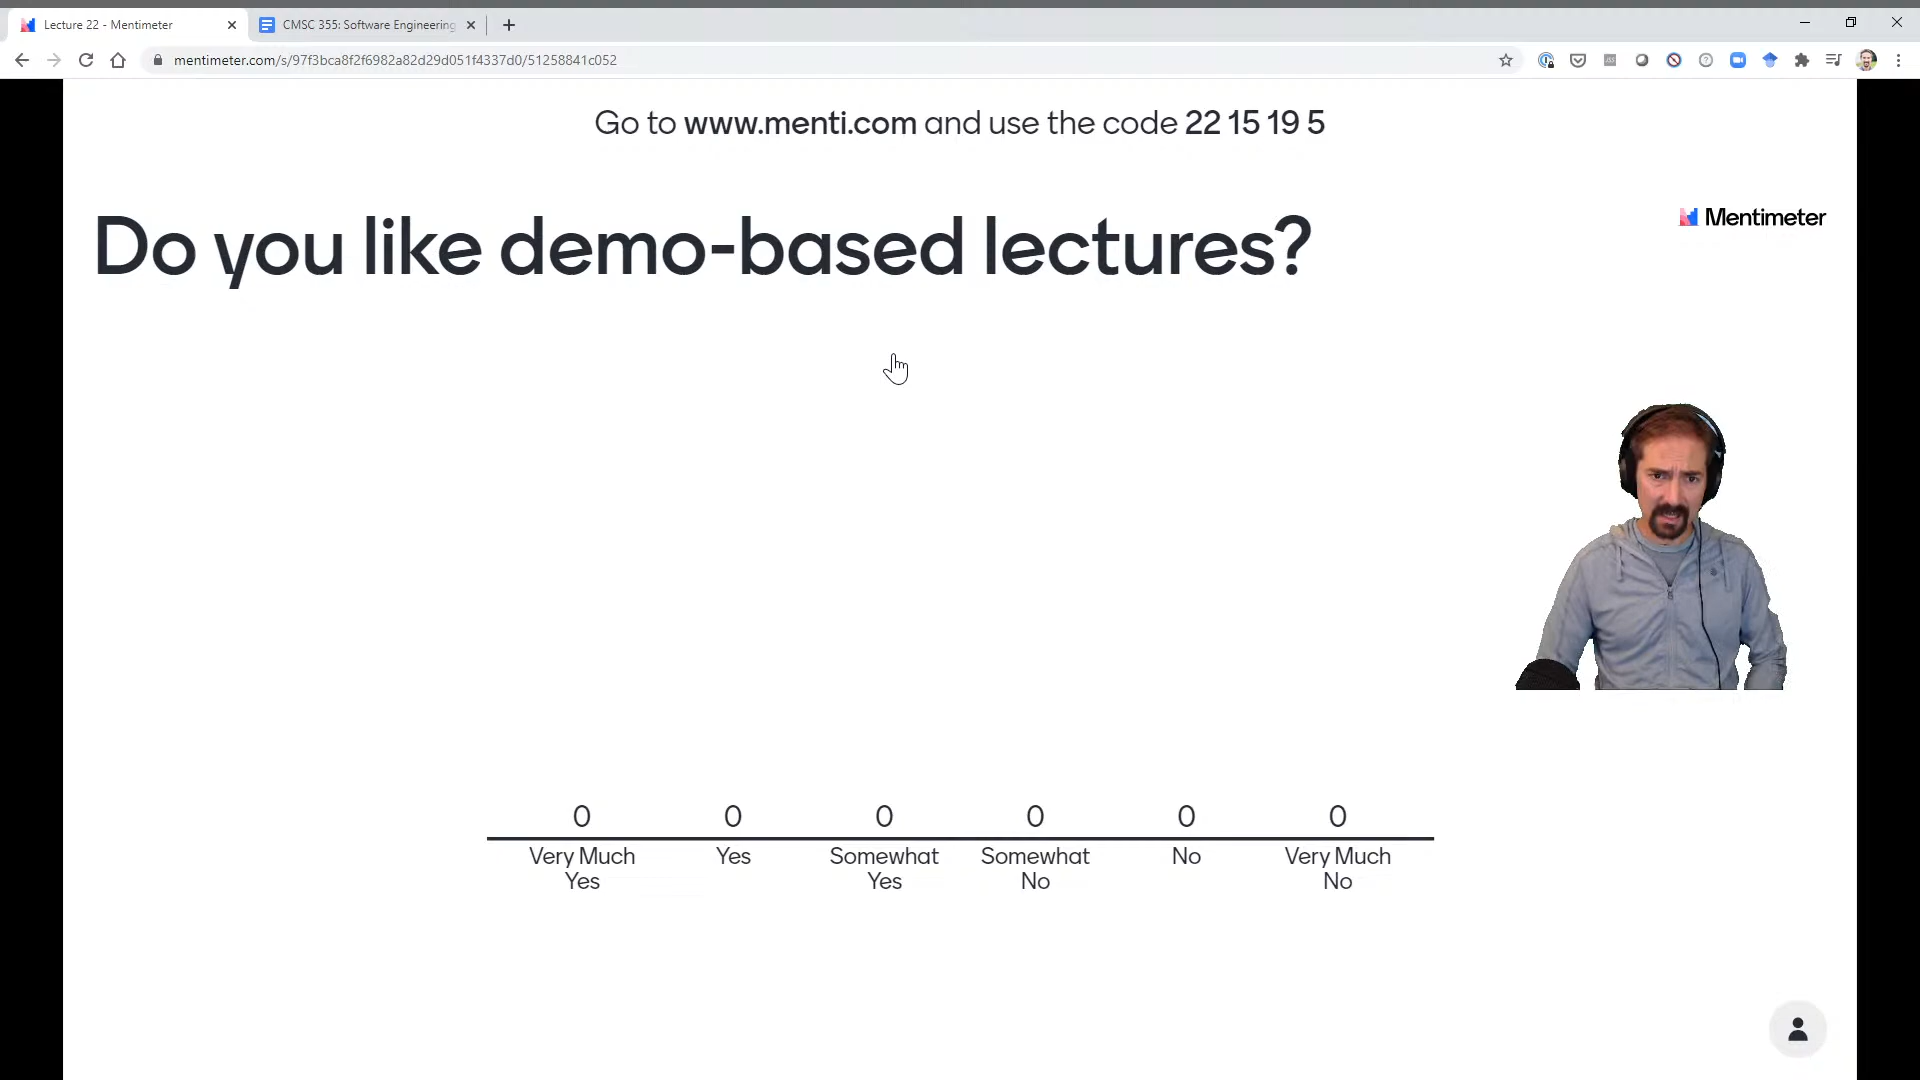 Lecture 22 - Mentimeter
CMSC 355: Software Engineering
mentimeter.com/s/97f3bca8f2f6982a82d29d051f4337d0/51258841c052
Go to www.menti.com and use the code 22 15 19 5
Do you like demo-based lectures?
Mentimeter
0 0 0 0 0 0
Very Much Yes Somewhat Somewhat No Very Much
Yes Yes No No